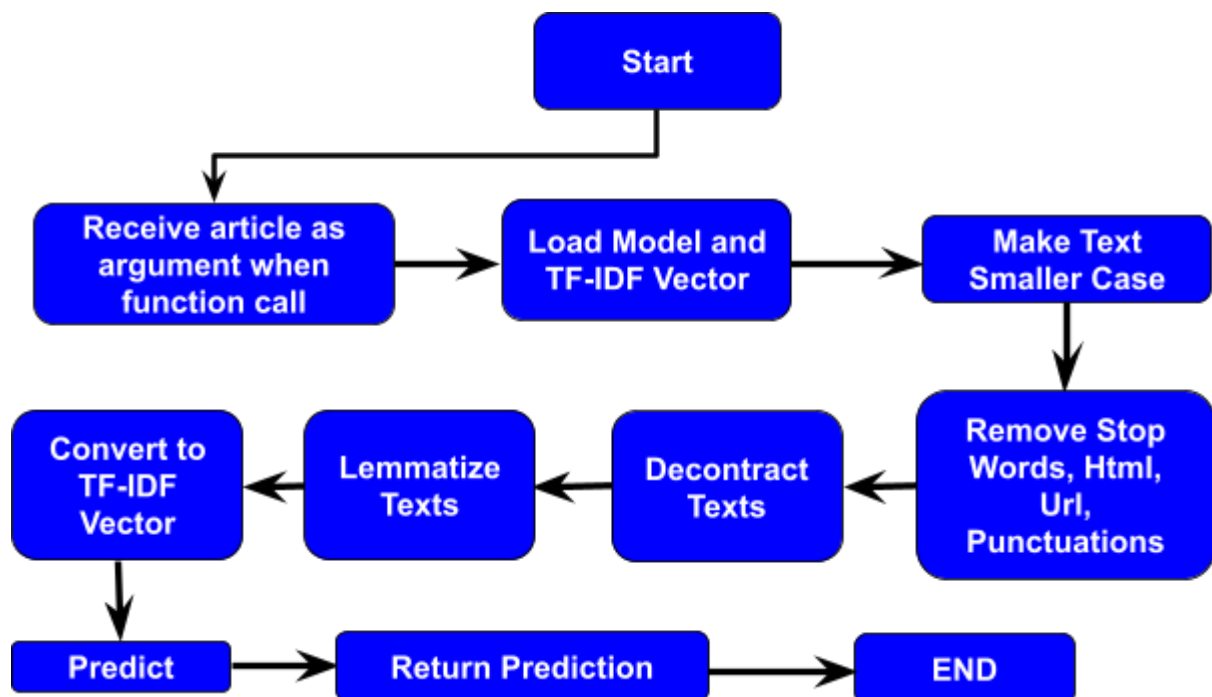 Start
Receive article as
argument when
function call
Load Model and
TF-IDF Vector
Make Text
Smaller Case
Remove Stop
Words, Html,
Url,
Punctuations
Decontract
Texts
Lemmatize
Texts
Convert to
TF-IDF
Vector
Predict
Return Prediction
END